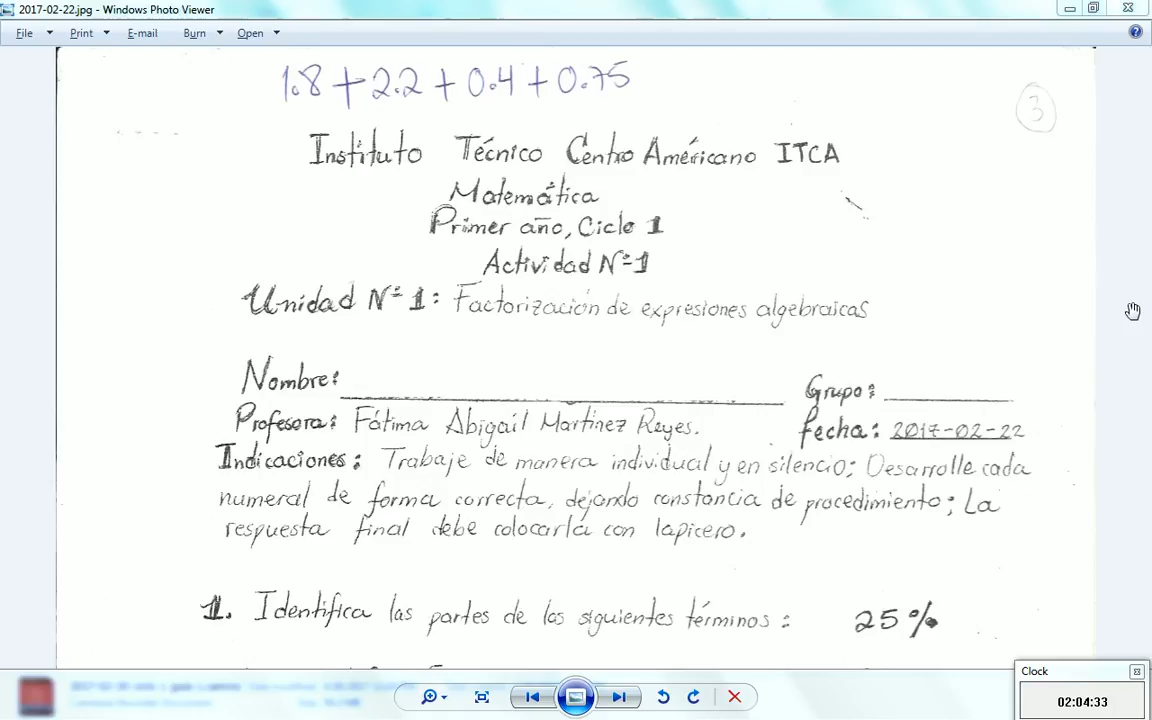 2017-02-22.jpg - Windows Photo Viewer
File Print E-mail Burn Open
1.8 + 2.2 + 0.4 + 0.75
3
Instituto Técnico Centro Américano ITCA
Matemática
Primer año, Ciclo 1
Actividad Nº1
Unidad Nº 1: Factorización de expresiones algebraicas
Nombre: Grupo:
Profesora: Fátima Abigaíl Martínez Reyes. Fecha: 2017-02-22
Indicaciones: Trabaje de manera individual y en silencio; Desarrolle cada
numeral de forma correcta, dejando constancia de procedimiento; La
respuesta final debe colocarla con lapicero.
1. Identifica las partes de los siguientes términos: 25%
Clock
02:04:33